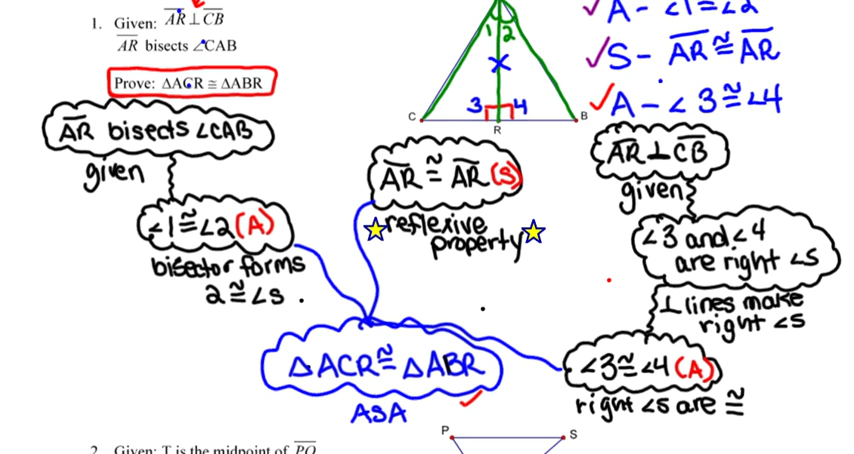 1. Given: AR ⊥ CB
AR bisects ∠CAB
Prove: ΔACR ≅ ΔABR
1 2
3 4
C
R
B
✓A - ∠1≅∠2
✓S - AR ≅ AR
✓A - ∠3≅∠4
AR bisects ∠CAB
given
∠1≅∠2 (A)
bisector forms
2 ≅ ∠s.
AR ≅ AR (S)
reflexive
property
AR ⊥ CB
given
∠3 and ∠4
are right ∠s
⊥ lines make
right ∠s
∠3≅∠4 (A)
right ∠s are ≅
ΔACR ≅ ΔABR
ASA
2. Given: T is the midpoint of PQ
P
S